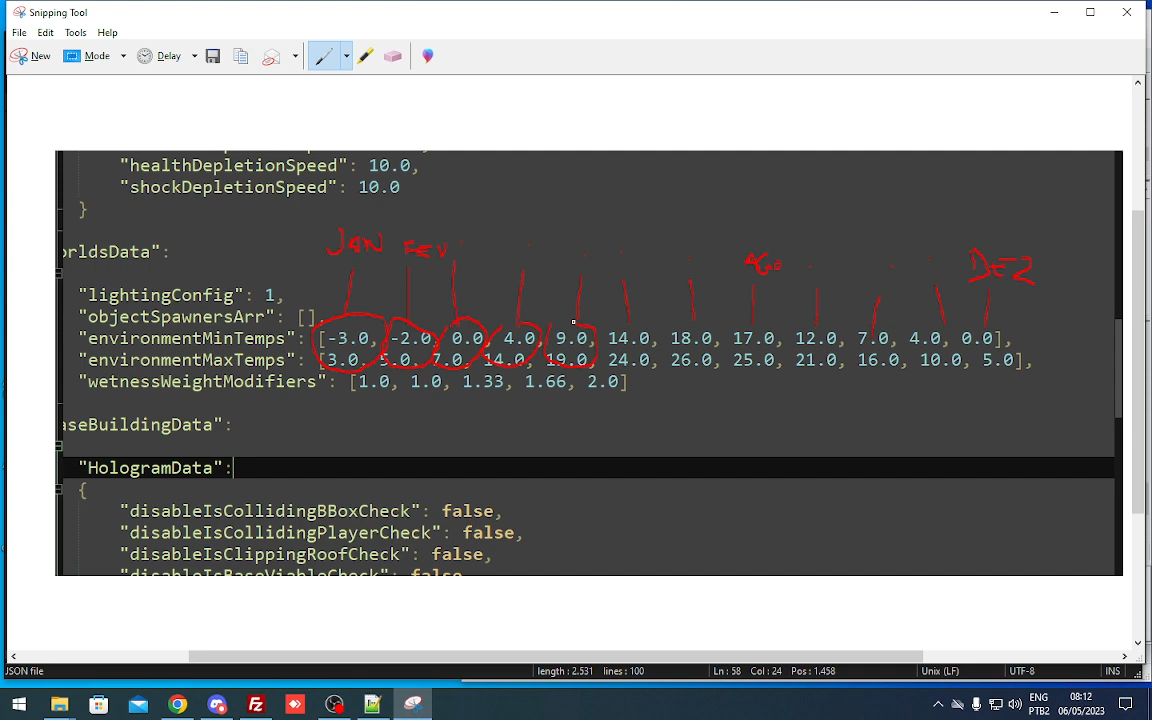 Snipping Tool
File Edit Tools Help
New Mode Delay
"healthDepletionSpeed": 10.0,
"shockDepletionSpeed": 10.0
}
JAN FEV AGO DEZ
orldsData":
"lightingConfig": 1,
"objectSpawnersArr": [],
"environmentMinTemps": [-3.0, -2.0, 0.0, 4.0, 9.0, 14.0, 18.0, 17.0, 12.0, 7.0, 4.0, 0.0],
"environmentMaxTemps": [3.0, 5.0, 7.0, 14.0, 19.0, 24.0, 26.0, 25.0, 21.0, 16.0, 10.0, 5.0],
"wetnessWeightModifiers": [1.0, 1.0, 1.33, 1.66, 2.0]
aseBuildingData":
"HologramData":
{
"disableIsCollidingBBoxCheck": false,
"disableIsCollidingPlayerCheck": false,
"disableIsClippingRoofCheck": false,
"disableIsBaseViableCheck": false
JSON file length : 2.531 lines : 100 Ln : 58 Col : 24 Pos : 1.458 Unix (LF) UTF-8 INS
ENG 08:12
PTB2 06/05/2023